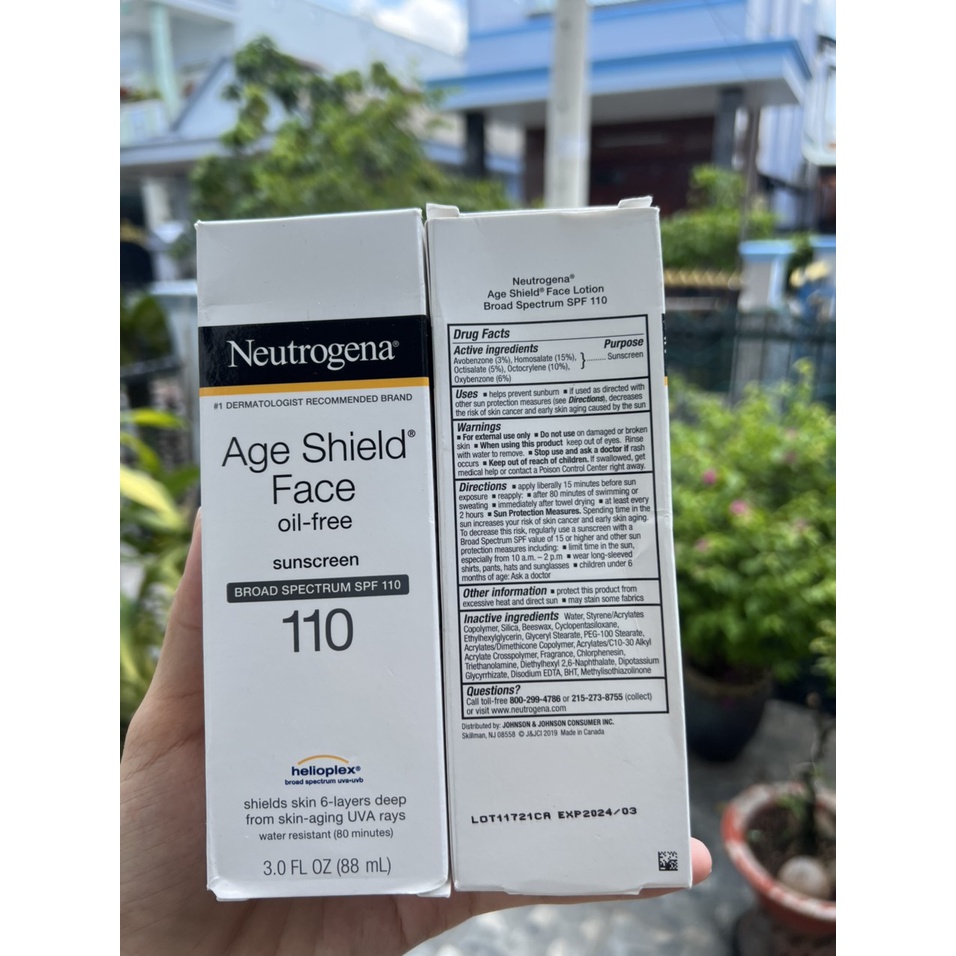 Neutrogena®
#1 DERMATOLOGIST RECOMMENDED BRAND
Age Shield®
Face
oil-free
sunscreen
BROAD SPECTRUM SPF 110
110
helioplex®
broad spectrum uva-uvb
shields skin 6-layers deep
from skin-aging UVA rays
water resistant (80 minutes)
3.0 FL OZ (88 mL)
Neutrogena®
Age Shield® Face Lotion
Broad Spectrum SPF 110
Drug Facts
Active ingredients Purpose
Avobenzone (3%), Homosalate (15%),
Octisalate (5%), Octocrylene (10%), } ......... Sunscreen
Oxybenzone (6%)
Uses ▪ helps prevent sunburn ▪ if used as directed with
other sun protection measures (see Directions), decreases
the risk of skin cancer and early skin aging caused by the sun
Warnings
▪ For external use only ▪ Do not use on damaged or broken
skin ▪ When using this product keep out of eyes. Rinse
with water to remove. ▪ Stop use and ask a doctor if rash
occurs ▪ Keep out of reach of children. If swallowed, get
medical help or contact a Poison Control Center right away.
Directions ▪ apply liberally 15 minutes before sun
exposure ▪ reapply: ▪ after 80 minutes of swimming or
sweating ▪ immediately after towel drying ▪ at least every
2 hours ▪ Sun Protection Measures. Spending time in the
sun increases your risk of skin cancer and early skin aging.
To decrease this risk, regularly use a sunscreen with a
Broad Spectrum SPF value of 15 or higher and other sun
protection measures including: ▪ limit time in the sun,
especially from 10 a.m. – 2 p.m ▪ wear long-sleeved
shirts, pants, hats and sunglasses ▪ children under 6
months of age: Ask a doctor
Other information ▪ protect this product from
excessive heat and direct sun ▪ may stain some fabrics
Inactive ingredients Water, Styrene/Acrylates
Copolymer, Silica, Beeswax, Cyclopentasiloxane,
Ethylhexylglycerin, Glyceryl Stearate, PEG-100 Stearate,
Acrylates/Dimethicone Copolymer, Acrylates/C10-30 Alkyl
Acrylate Crosspolymer, Fragrance, Chlorphenesin,
Triethanolamine, Diethylhexyl 2,6-Naphthalate, Dipotassium
Glycyrrhizate, Disodium EDTA, BHT, Methylisothiazolinone
Questions?
Call toll-free 800-299-4786 or 215-273-8755 (collect)
or visit www.neutrogena.com
Distributed by: JOHNSON & JOHNSON CONSUMER INC.
Skillman, NJ 08558 © J&JCI 2019 Made in Canada
LOT11721CA EXP2024/03